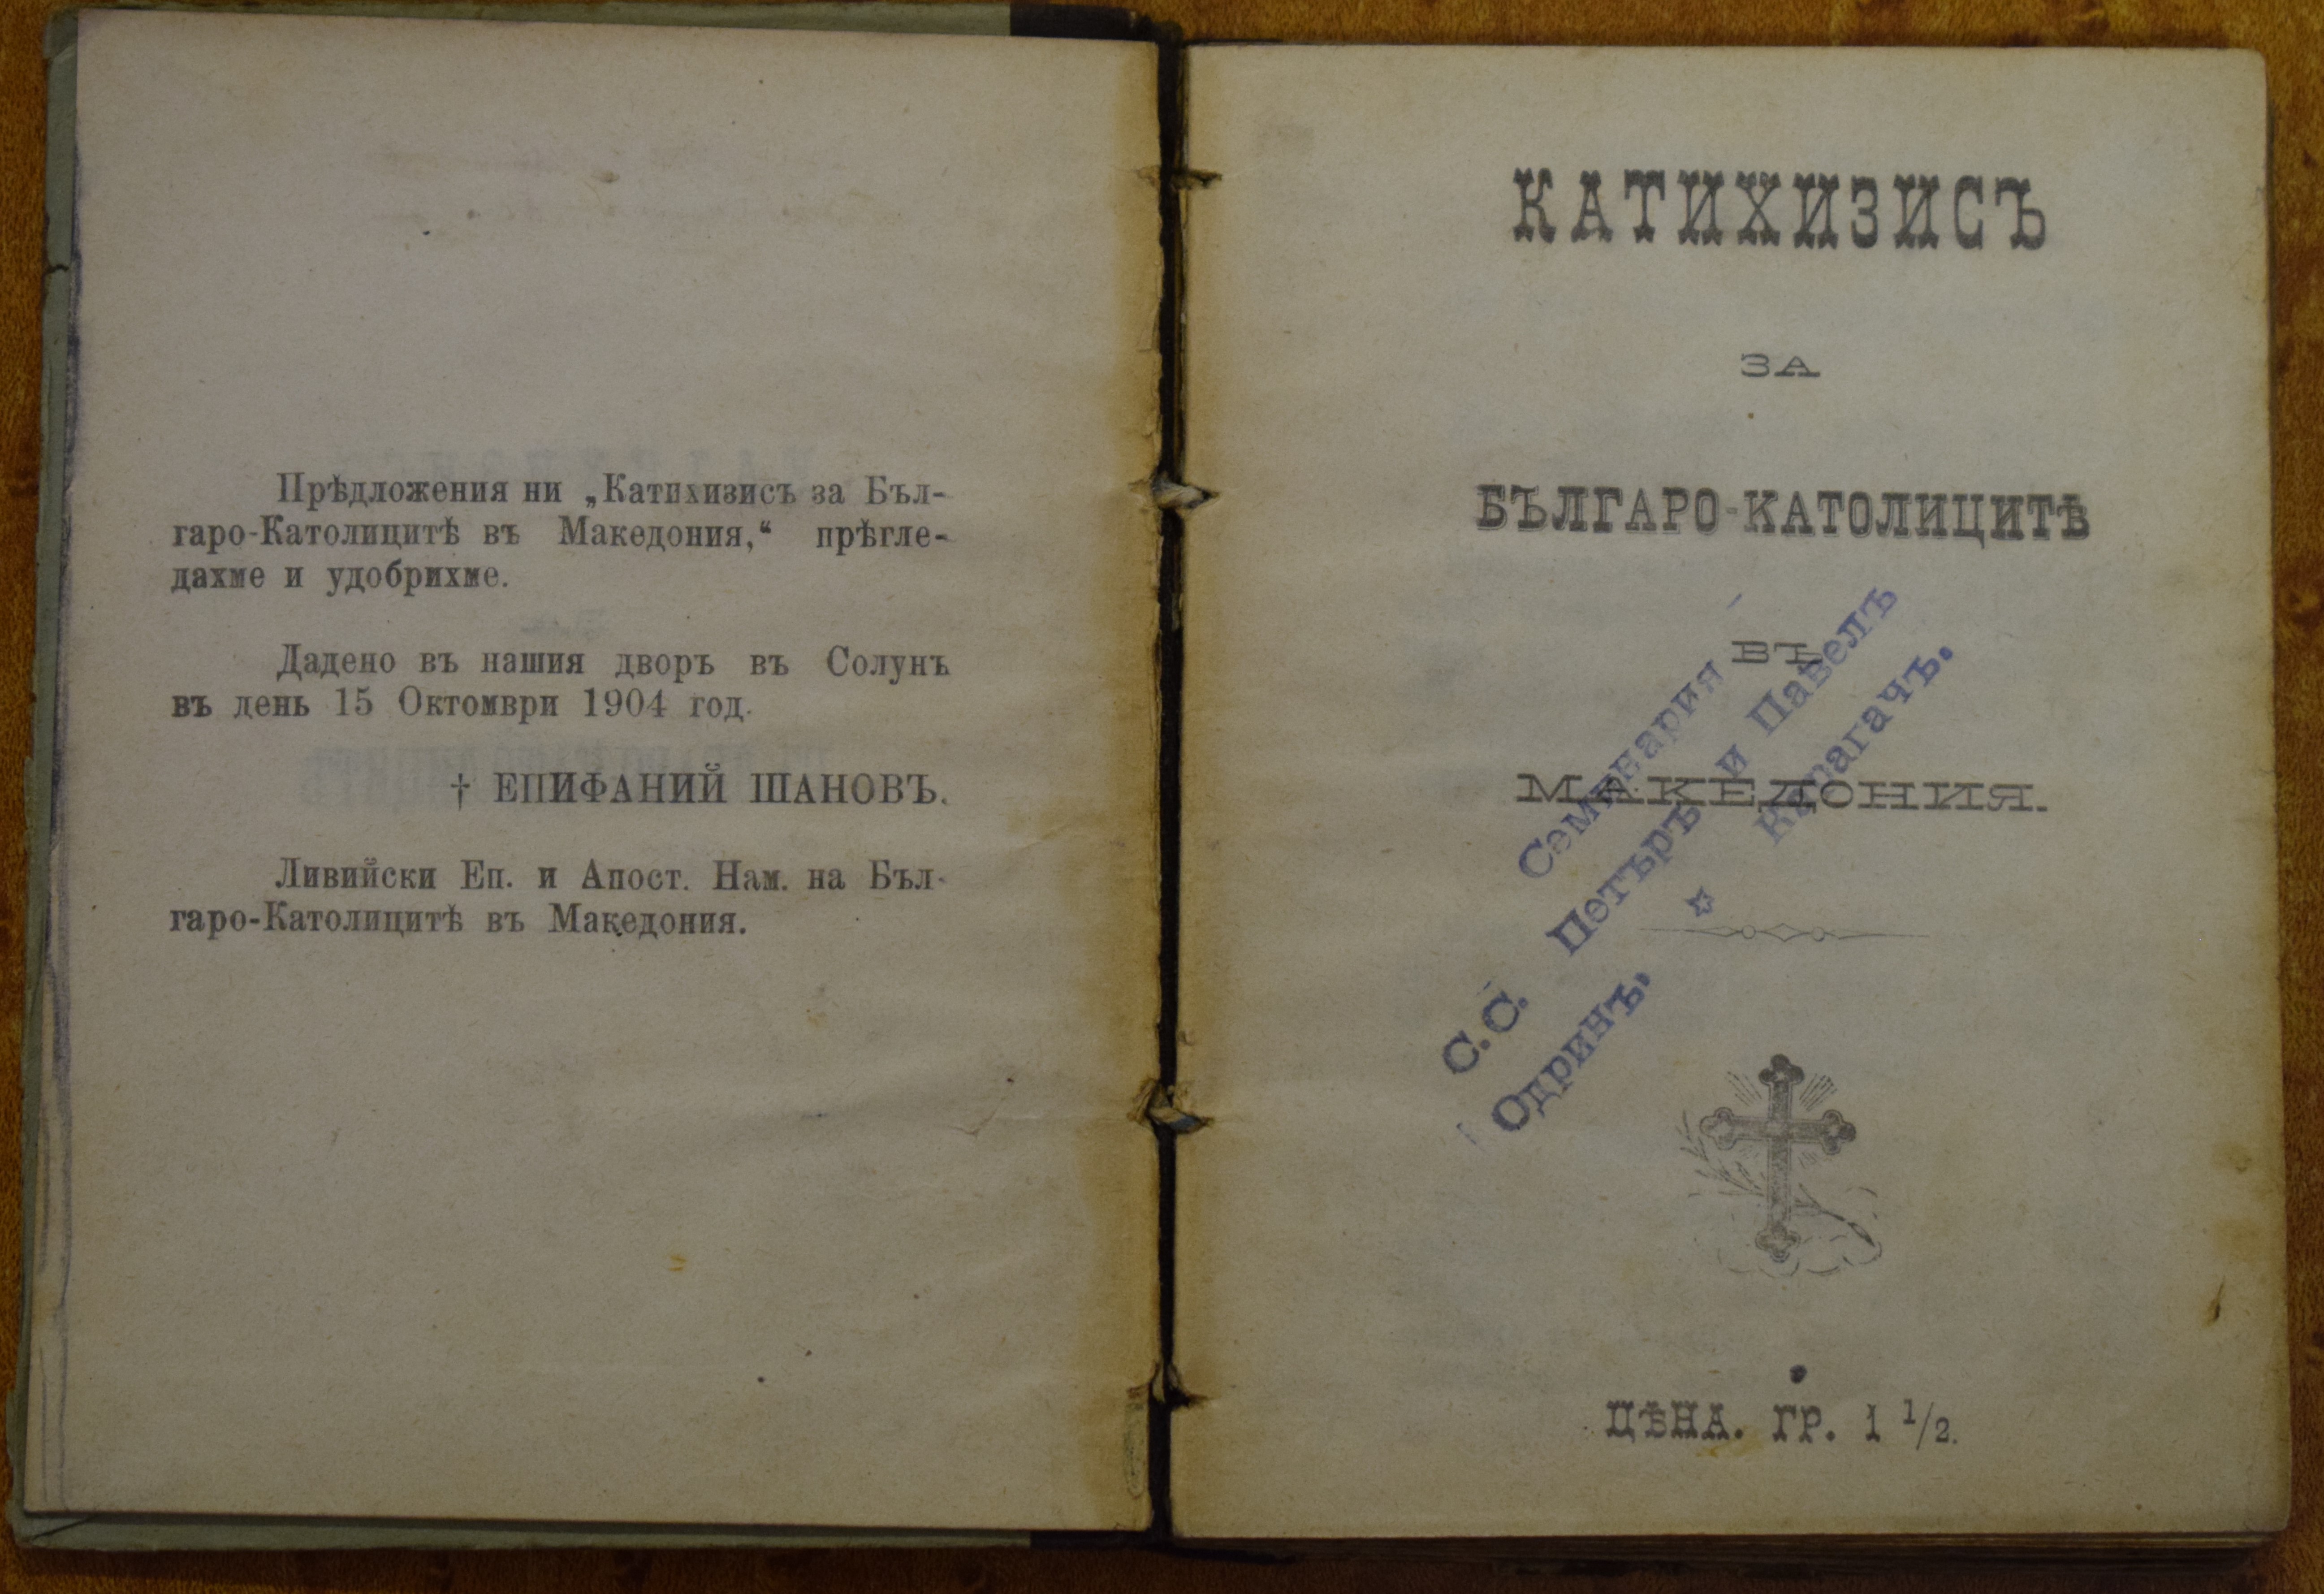 Прѣдложения ни „Катихизисъ за Бъл-
гаро-Католицитѣ въ Македония,“ прѣгле-
дахме и удобрихме.
Дадено въ нашия дворъ въ Солунъ
въ день 15 Октомври 1904 год.
† ЕПИФАНИЙ ШАНОВЪ.
Ливийски Еп. и Апост. Нам. на Бъл-
гаро-Католицитѣ въ Македония.
КАТИХИЗИСЪ
ЗА
БЪЛГАРО-КАТОЛИЦИТѢ
ВЪ
МАКЕДОНИЯ.
Семинария
С.С. Петъръ и Павелъ
Одринъ. ☆ Карагачъ.
ЦѢНА. ГР. 1 1/2.